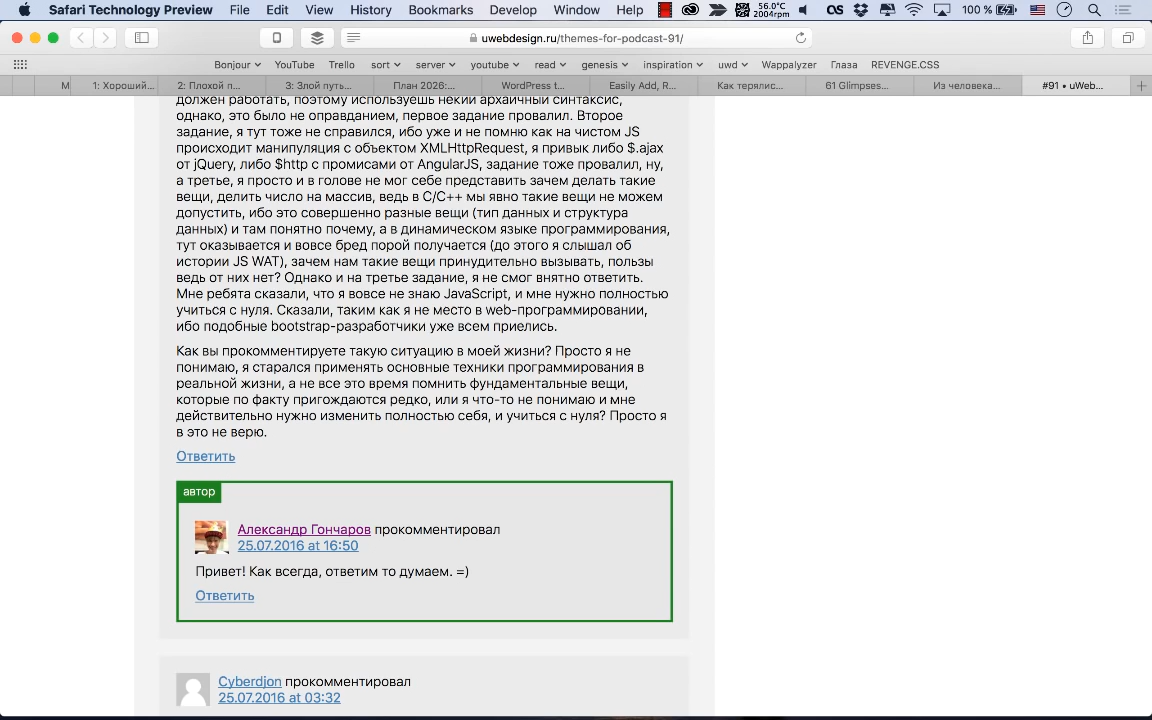 Safari Technology Preview File Edit View History Bookmarks Develop Window Help 56.0°C 2004rpm 100 %
uwebdesign.ru/themes-for-podcast-91/
Bonjour YouTube Trello sort server youtube read genesis inspiration uwd Wappalyzer Глаза REVENGE.CSS
М 1: Хороший... 2: Плохой п... 3: Злой путь... План 2026:... WordPress t... Easily Add, R... Как терялис... 61 Glimpses... Из человека... #91 • uWeb...
должен работать, поэтому используешь некий архаичный синтаксис,
однако, это было не оправданием, первое задание провалил. Второе
задание, я тут тоже не справился, ибо уже и не помню как на чистом JS
происходит манипуляция с объектом XMLHttpRequest, я привык либо $.ajax
от jQuery, либо $http с промисами от AngularJS, задание тоже провалил, ну,
а третье, я просто и в голове не мог себе представить зачем делать такие
вещи, делить число на массив, ведь в C/C++ мы явно такие вещи не можем
допустить, ибо это совершенно разные вещи (тип данных и структура
данных) и там понятно почему, а в динамическом языке программирования,
тут оказывается и вовсе бред порой получается (до этого я слышал об
истории JS WAT), зачем нам такие вещи принудительно вызывать, пользы
ведь от них нет? Однако и на третье задание, я не смог внятно ответить.
Мне ребята сказали, что я вовсе не знаю JavaScript, и мне нужно полностью
учиться с нуля. Сказали, таким как я не место в web-программировании,
ибо подобные bootstrap-разработчики уже всем приелись.
Как вы прокомментируете такую ситуацию в моей жизни? Просто я не
понимаю, я старался применять основные техники программирования в
реальной жизни, а не все это время помнить фундаментальные вещи,
которые по факту пригождаются редко, или я что-то не понимаю и мне
действительно нужно изменить полностью себя, и учиться с нуля? Просто я
в это не верю.
Ответить
автор
Александр Гончаров прокомментировал
25.07.2016 at 16:50
Привет! Как всегда, ответим то думаем. =)
Ответить
Cyberdjon прокомментировал
25.07.2016 at 03:32